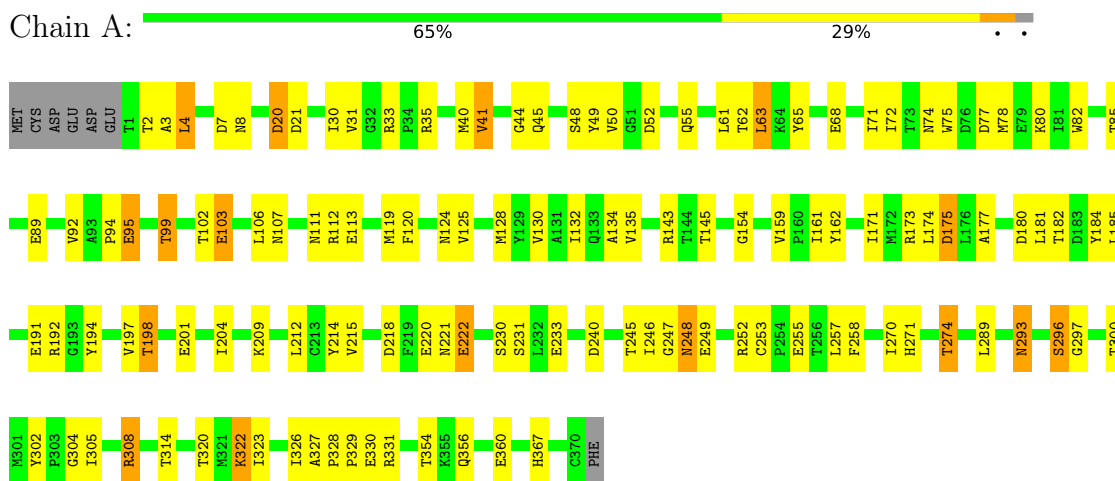 Chain A:
65% 29% • •
MET CYS ASP GLU ASP GLU T1 T2 A3 L4 D7 N8 D20 D21 I30 V31 G32 R33 P34 R35 M40 V41 G44 Q45 S48 Y49 V50 G51 D52 Q55 L61 T62 L63 K64 Y65 E68 I71 I72 T73 N74 W75 D76 D77 M78 E79 K80 I81 W82 T85
E89 V92 A93 P94 E95 T99 T102 E103 L106 N107 N111 R112 E113 M119 F120 N124 V125 M128 Y129 V130 A131 I132 Q133 A134 V135 R143 T144 T145 G154 V159 P160 I161 Y162 I171 M172 R173 L174 D175 L176 A177 D180 L181 T182 D183 Y184 L185
E191 R192 G193 Y194 V197 T198 E201 I204 K209 L212 C213 Y214 V215 D218 F219 E220 N221 E222 S230 S231 L232 E233 D240 T245 I246 G247 N248 E249 R252 C253 P254 E255 T256 L257 F258 I270 H271 T274 L289 N293 S296 G297 T300
M301 Y302 P303 G304 I305 R308 T314 T320 M321 K322 I323 I326 A327 P328 P329 E330 R331 T354 K355 Q356 E360 H367 C370 PHE